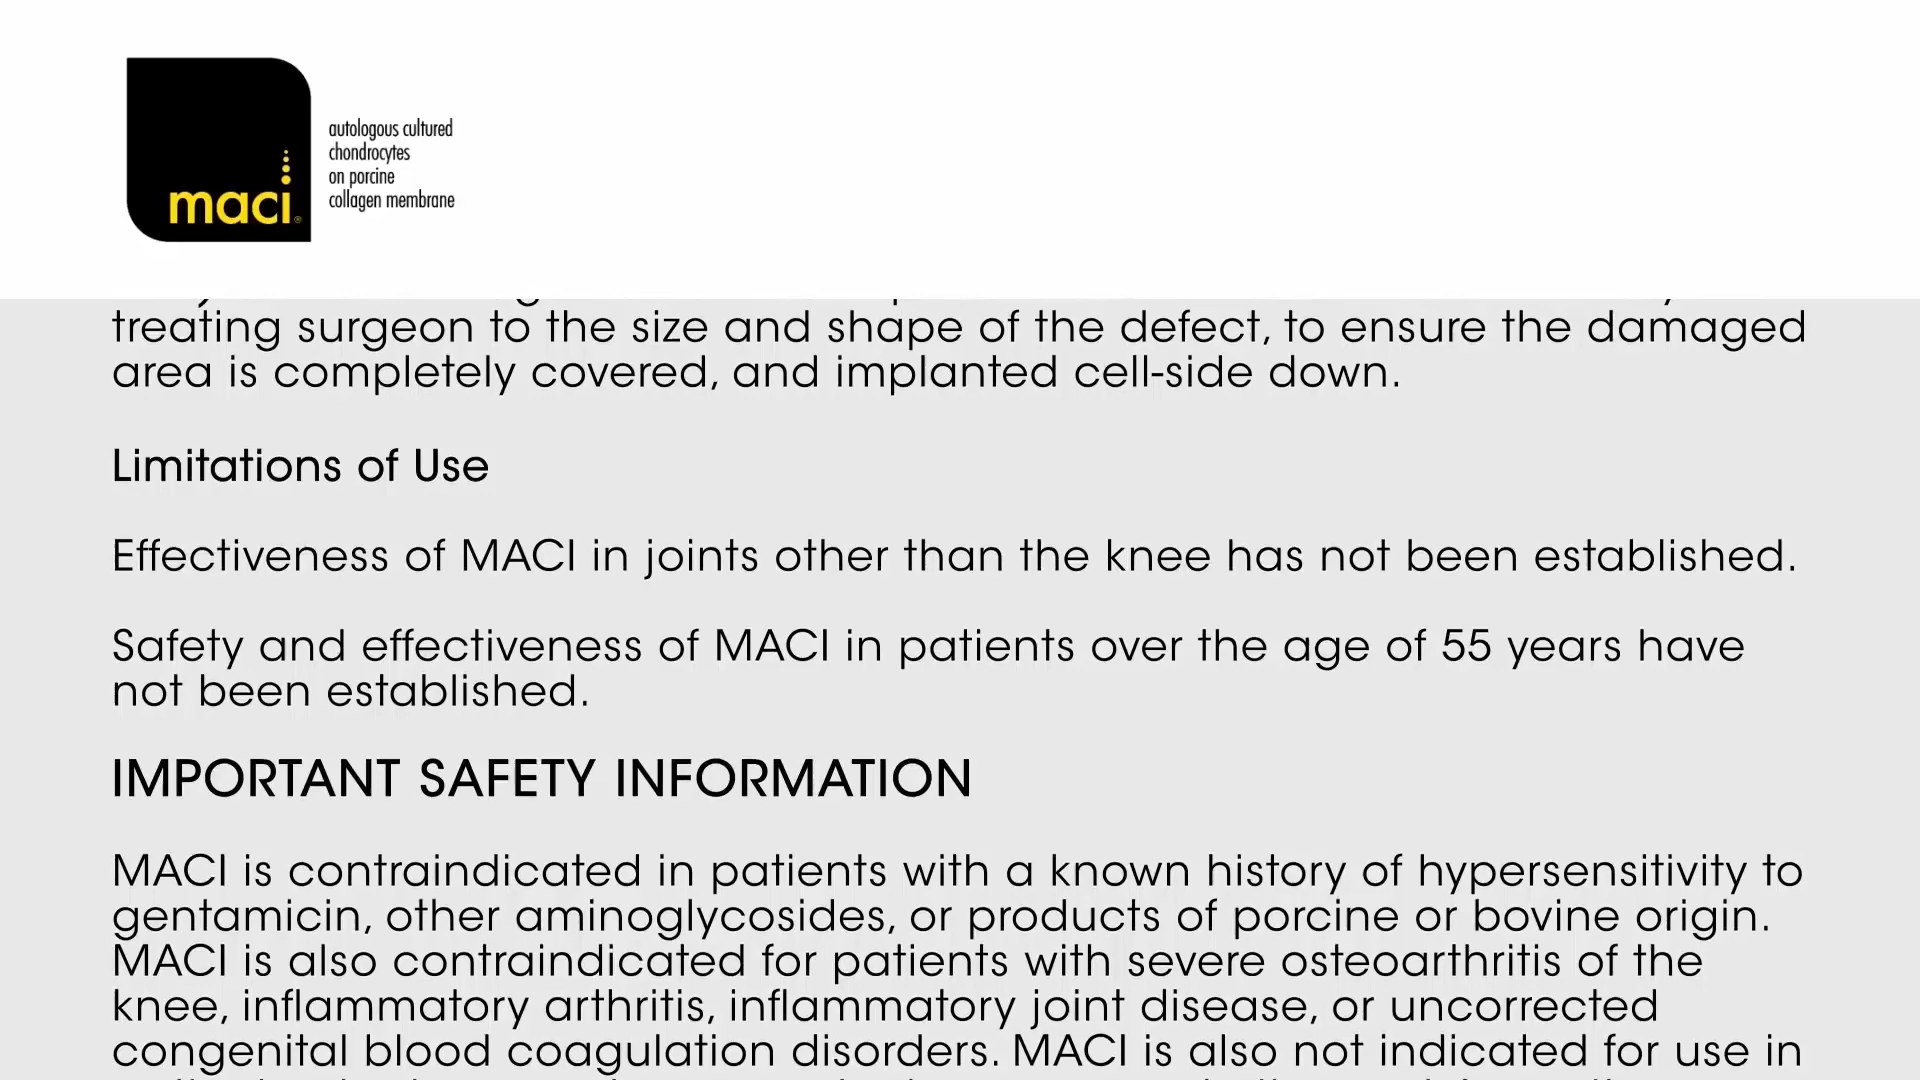 maci®
autologous cultured
chondrocytes
on porcine
collagen membrane
treating surgeon to the size and shape of the defect, to ensure the damaged
area is completely covered, and implanted cell-side down.
Limitations of Use
Effectiveness of MACI in joints other than the knee has not been established.
Safety and effectiveness of MACI in patients over the age of 55 years have
not been established.
IMPORTANT SAFETY INFORMATION
MACI is contraindicated in patients with a known history of hypersensitivity to
gentamicin, other aminoglycosides, or products of porcine or bovine origin.
MACI is also contraindicated for patients with severe osteoarthritis of the
knee, inflammatory arthritis, inflammatory joint disease, or uncorrected
congenital blood coagulation disorders. MACI is also not indicated for use in